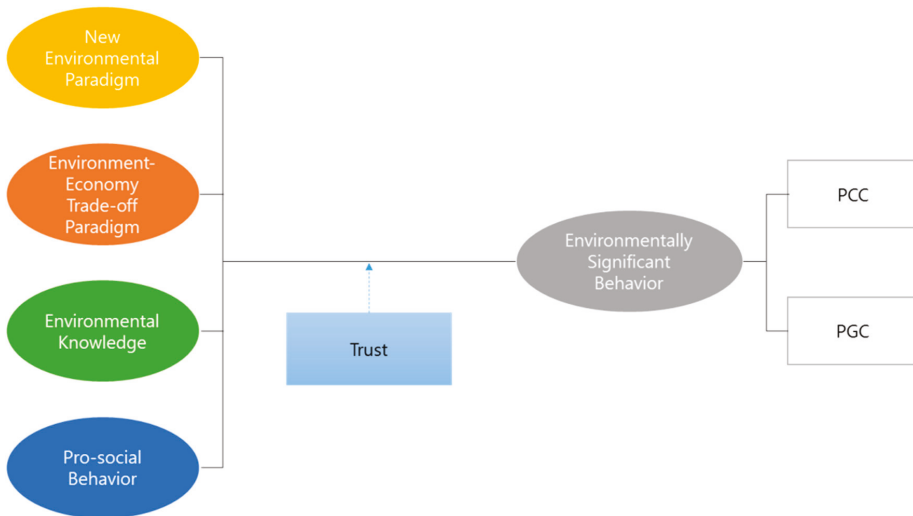 New
Environmental
Paradigm
Environment-
Economy
Trade-off
Paradigm
Environmental
Knowledge
Pro-social
Behavior
Trust
Environmentally
Significant
Behavior
PCC
PGC